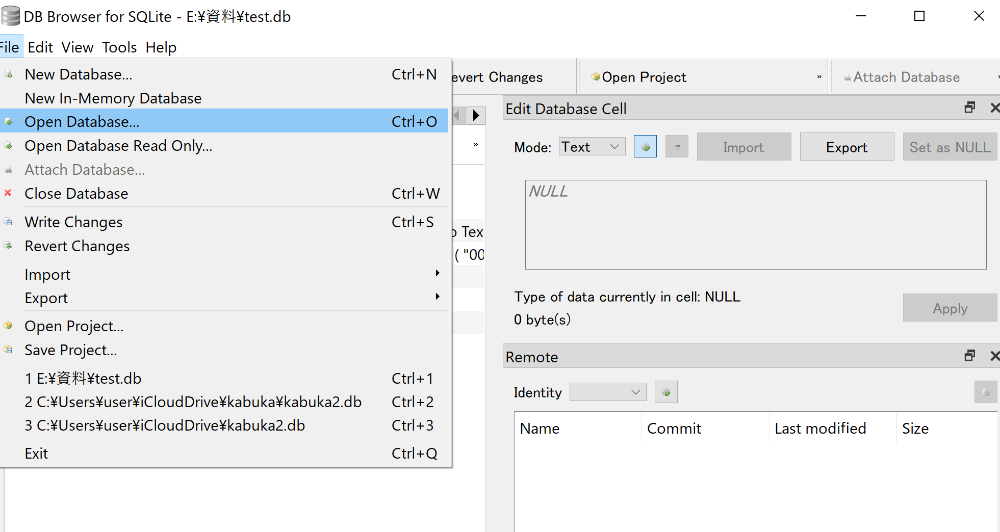 DB Browser for SQLite - E:¥資料¥test.db
File Edit View Tools Help
New Database... Ctrl+N
New In-Memory Database
Open Database... Ctrl+O
Open Database Read Only...
Attach Database...
Close Database Ctrl+W
Write Changes Ctrl+S
Revert Changes
Import
Export
Open Project...
Save Project...
1 E:¥資料¥test.db Ctrl+1
2 C:¥Users¥user¥iCloudDrive¥kabuka¥kabuka2.db Ctrl+2
3 C:¥Users¥user¥iCloudDrive¥kabuka2.db Ctrl+3
Exit Ctrl+Q
evert Changes
Open Project »
Attach Database
»
o Tex
( "00
Edit Database Cell
Mode: Text Import Export Set as NULL
NULL
Type of data currently in cell: NULL
0 byte(s)
Apply
Remote
Identity
Name Commit Last modified Size